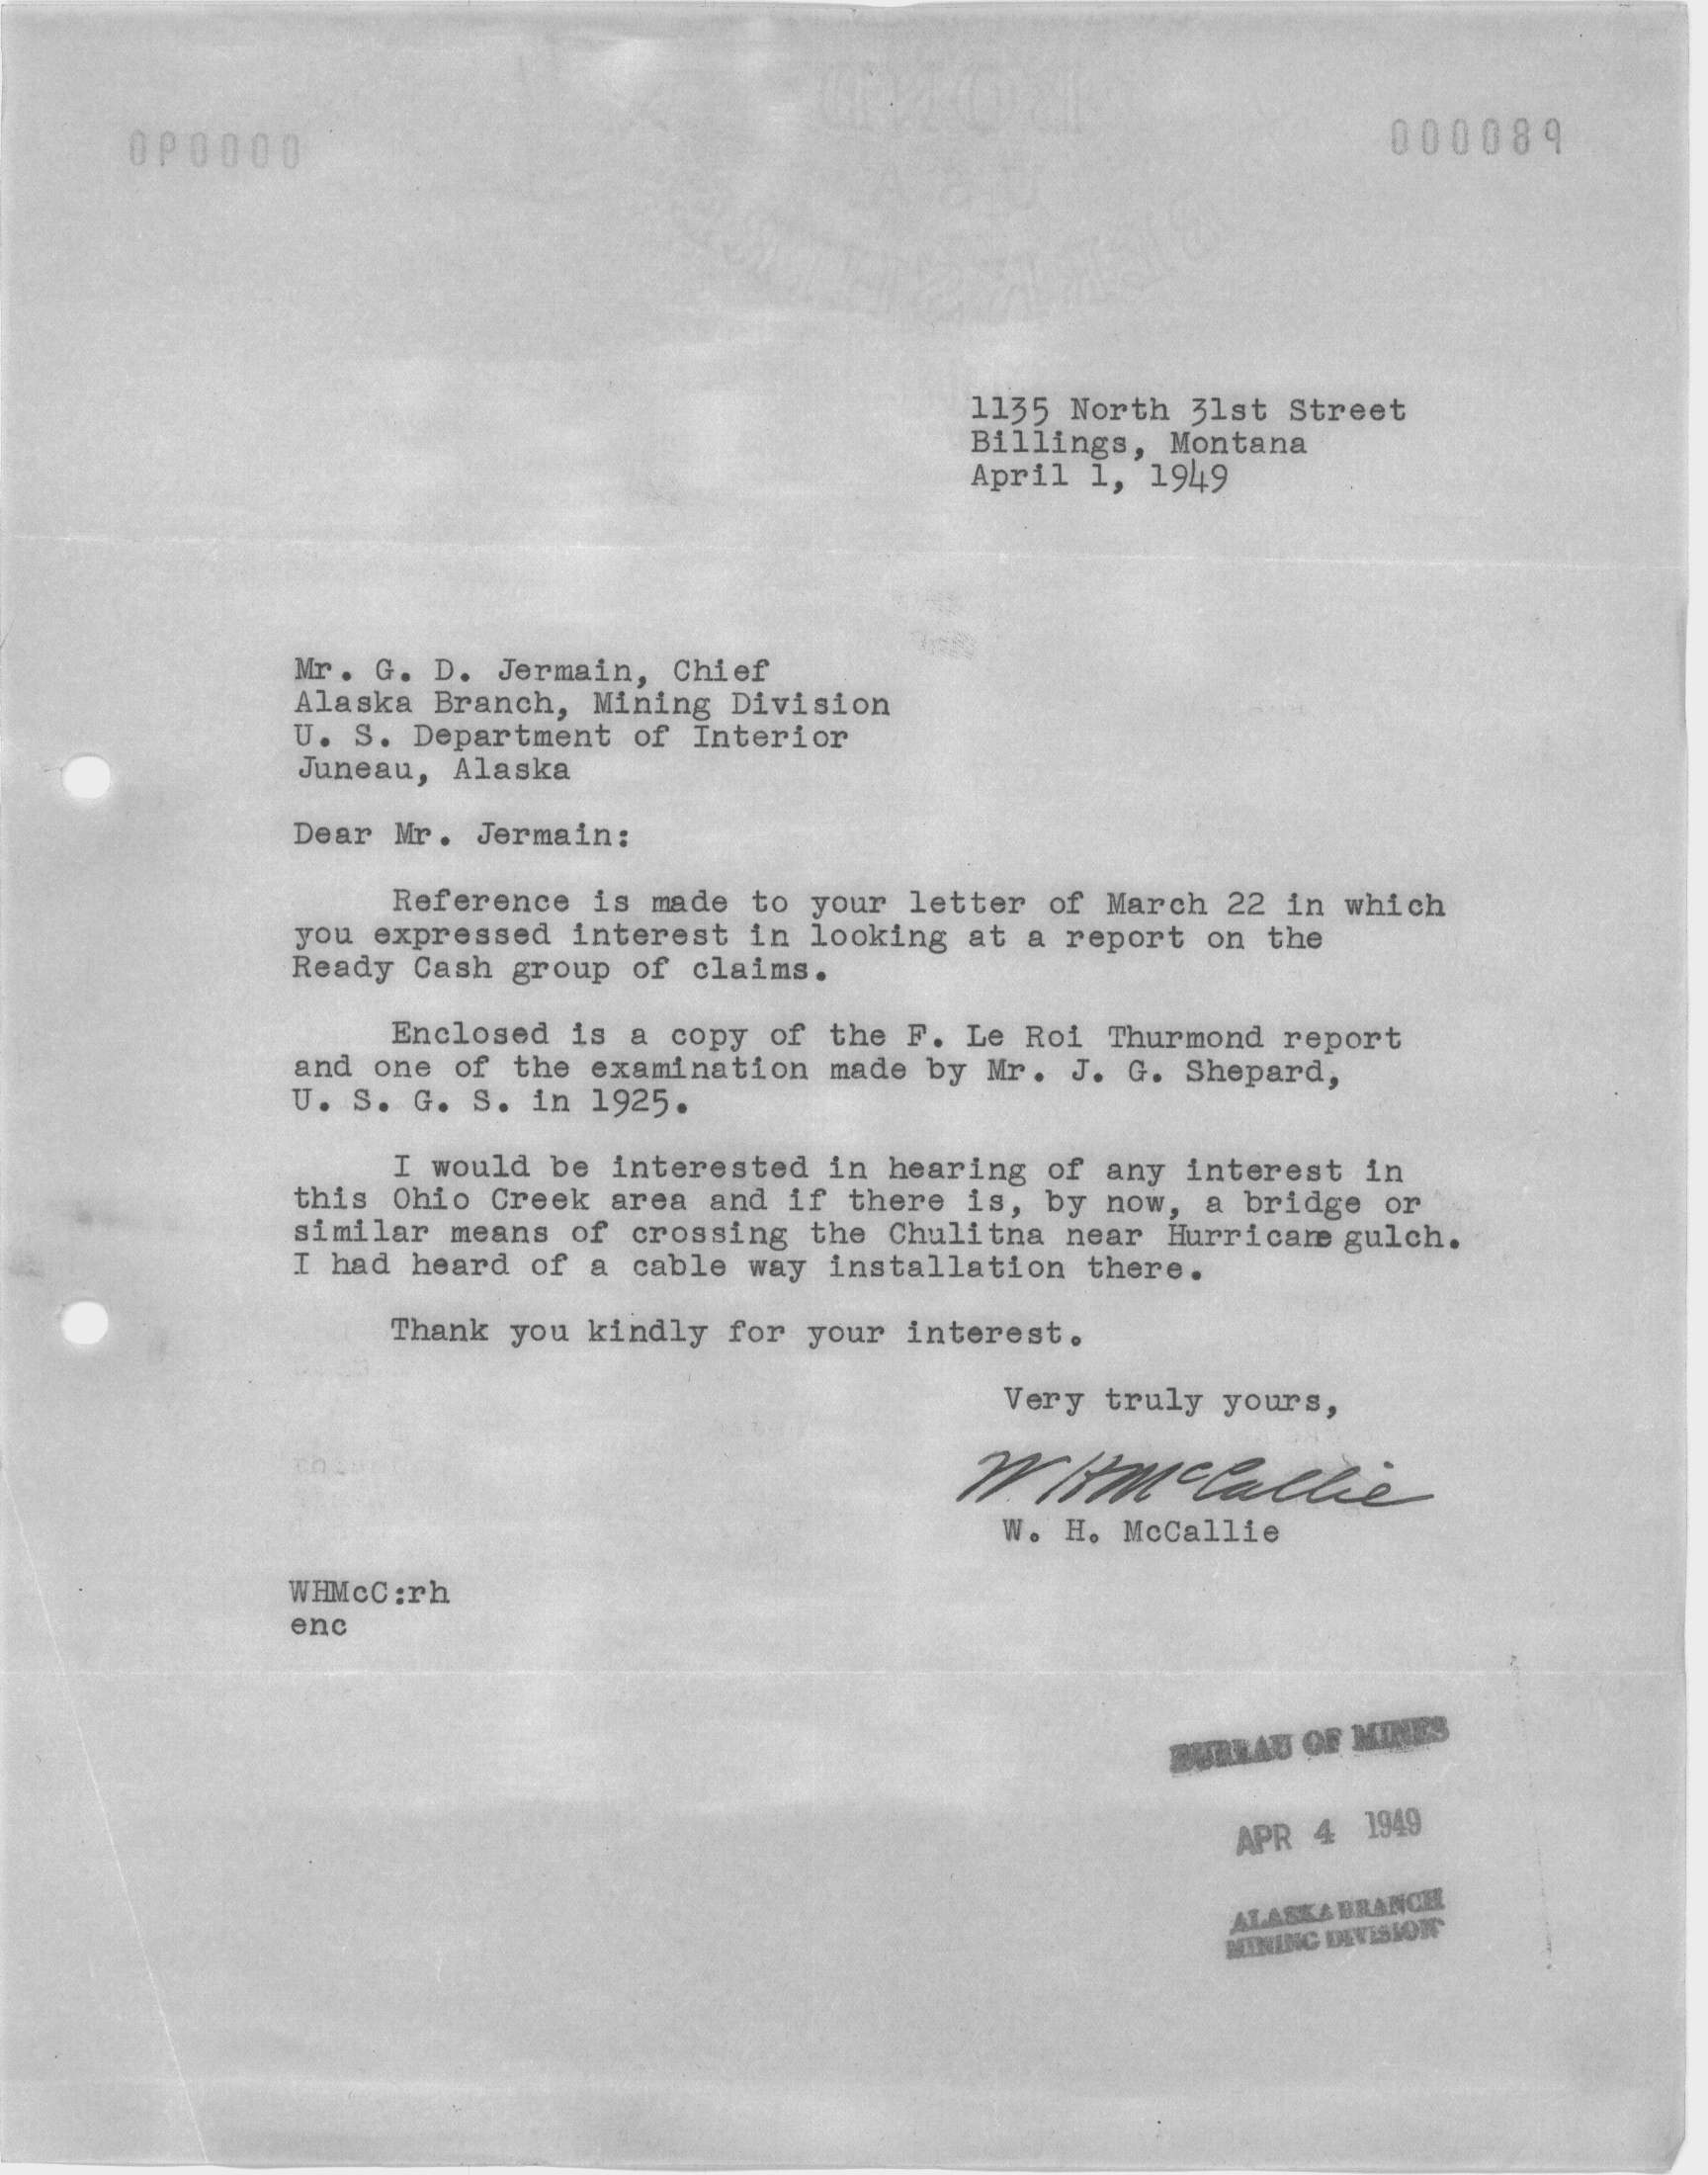 000089
1135 North 31st Street
Billings, Montana
April 1, 1949
Mr. G. D. Jermain, Chief
Alaska Branch, Mining Division
U. S. Department of Interior
Juneau, Alaska
Dear Mr. Jermain:
Reference is made to your letter of March 22 in which
you expressed interest in looking at a report on the
Ready Cash group of claims.
Enclosed is a copy of the F. Le Roi Thurmond report
and one of the examination made by Mr. J. G. Shepard,
U. S. G. S. in 1925.
I would be interested in hearing of any interest in
this Ohio Creek area and if there is, by now, a bridge or
similar means of crossing the Chulitna near Hurricane gulch.
I had heard of a cable way installation there.
Thank you kindly for your interest.
Very truly yours,
W H McCallie
W. H. McCallie
WHMcC:rh
enc
BUREAU OF MINES
APR 4 1949
ALASKA BRANCH
MINING DIVISION